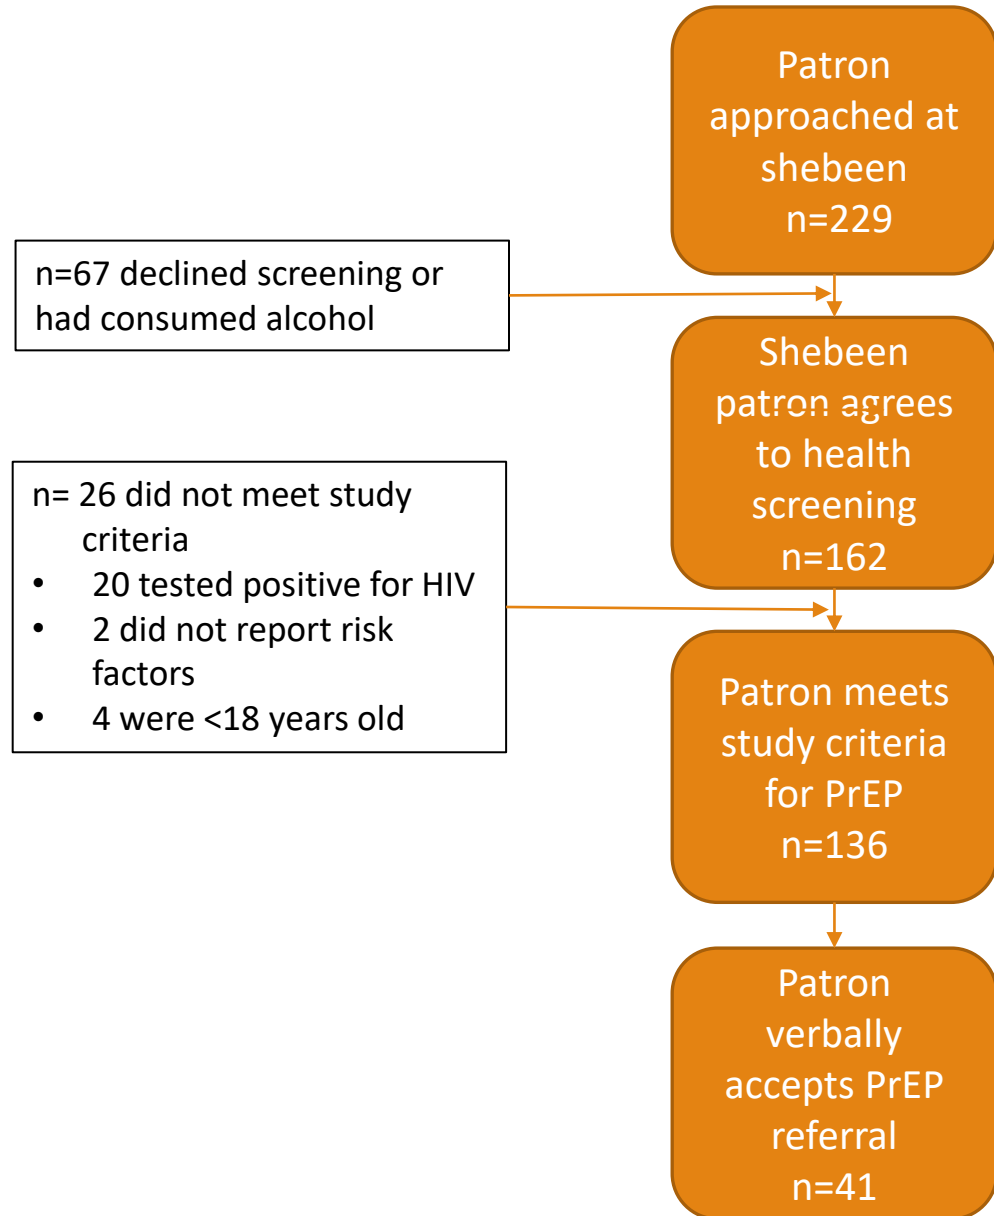 Patron
approached at
shebeen
n=229
n=67 declined screening or
had consumed alcohol
Shebeen
patron agrees
to health
screening
n=162
n= 26 did not meet study
criteria
• 20 tested positive for HIV
• 2 did not report risk
factors
• 4 were <18 years old
Patron meets
study criteria
for PrEP
n=136
Patron
verbally
accepts PrEP
referral
n=41